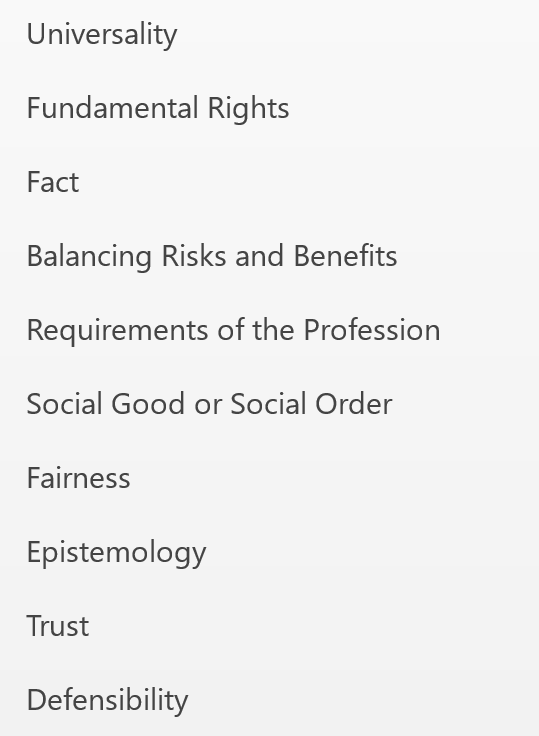 Universality
Fundamental Rights
Fact
Balancing Risks and Benefits
Requirements of the Profession
Social Good or Social Order
Fairness
Epistemology
Trust
Defensibility